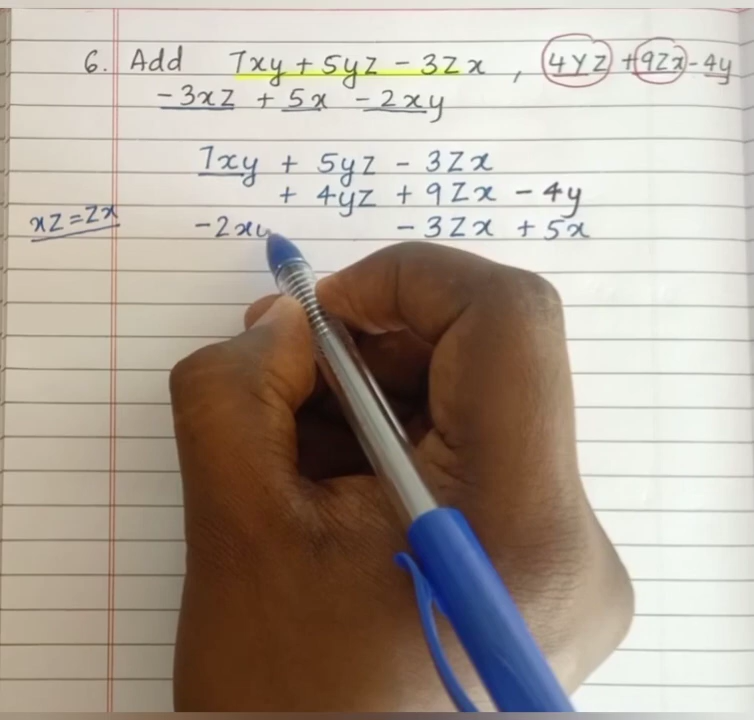 6. Add 7xy + 5yz - 3zx , 4yz + 9zx - 4y
-3xz + 5x - 2xy
7xy + 5yz - 3zx
+ 4yz + 9zx - 4y
xz = zx
-2xy - 3zx + 5x